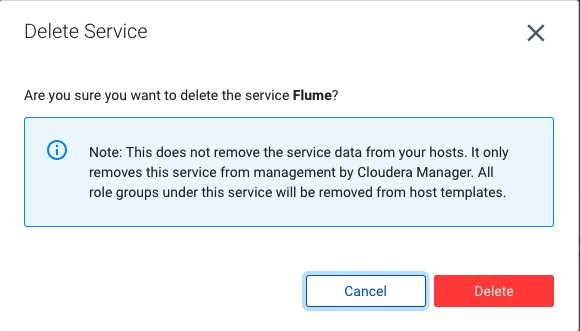 Delete Service
Are you sure you want to delete the service Flume?
Note: This does not remove the service data from your hosts. It only
removes this service from management by Cloudera Manager. All
role groups under this service will be removed from host templates.
Cancel
Delete